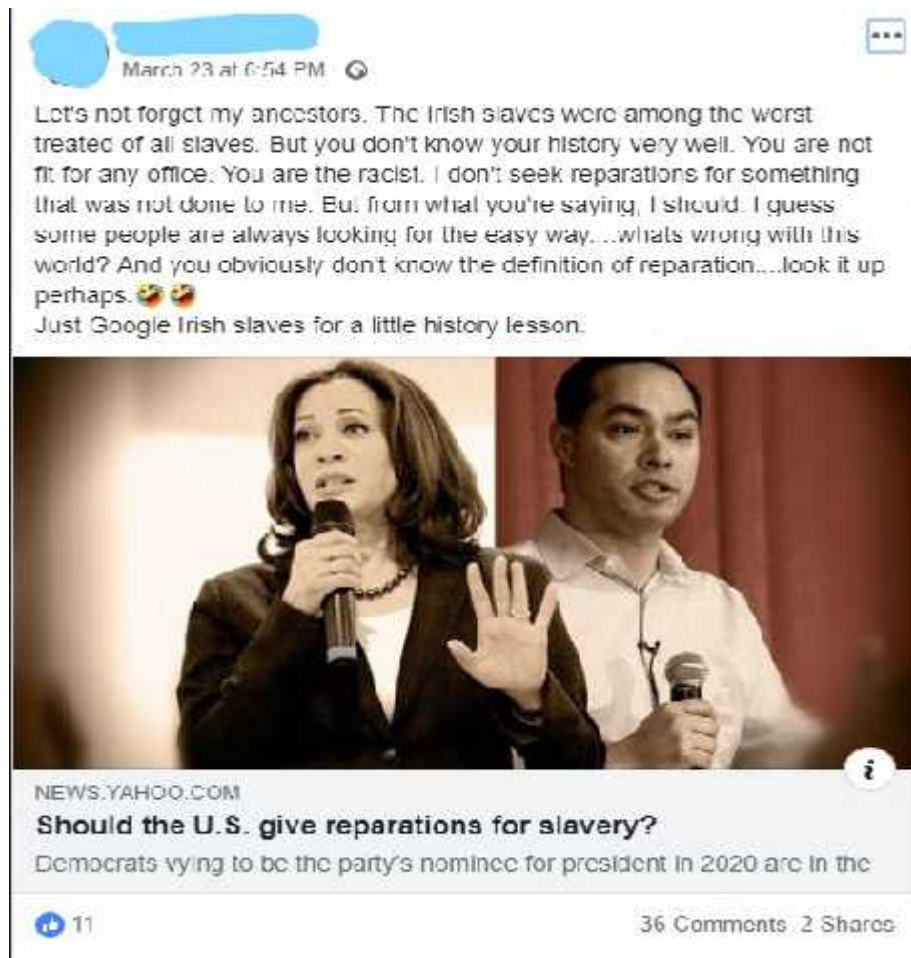 March 23 at 6:54 PM
Let's not forget my ancestors. The Irish slaves were among the worst
treated of all slaves. But you don't know your history very well. You are not
fit for any office. You are the racist. I don't seek reparations for something
that was not done to me. But from what you're saying, I should. I guess
some people are always looking for the easy way....whats wrong with this
world? And you obviously don't know the definition of reparation....look it up
perhaps. 🤣 🤣
Just Google Irish slaves for a little history lesson.
i
NEWS.YAHOO.COM
Should the U.S. give reparations for slavery?
Democrats vying to be the party's nominee for president in 2020 are in the
11
36 Comments 2 Shares